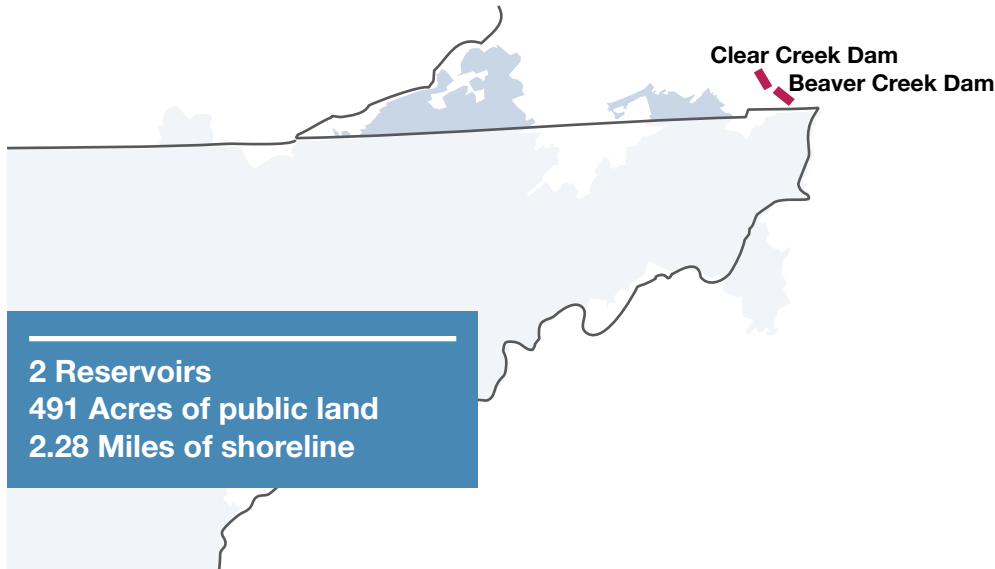 Clear Creek Dam
Beaver Creek Dam
2 Reservoirs
491 Acres of public land
2.28 Miles of shoreline